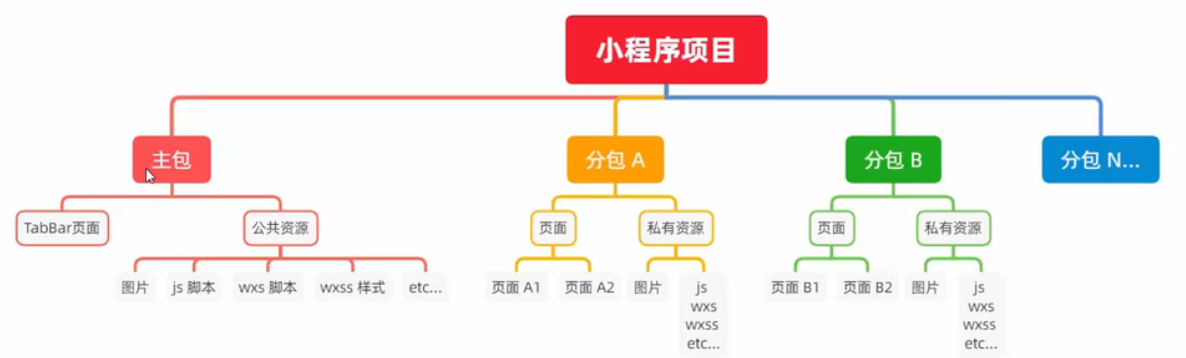 小程序项目
主包
分包 A
分包 B
分包 N...
TabBar页面
公共资源
页面
私有资源
页面
私有资源
图片
js 脚本
wxs 脚本
wxss 样式
etc...
页面 A1
页面 A2
图片
js
wxs
wxss
etc...
页面 B1
页面 B2
图片
js
wxs
wxss
etc...